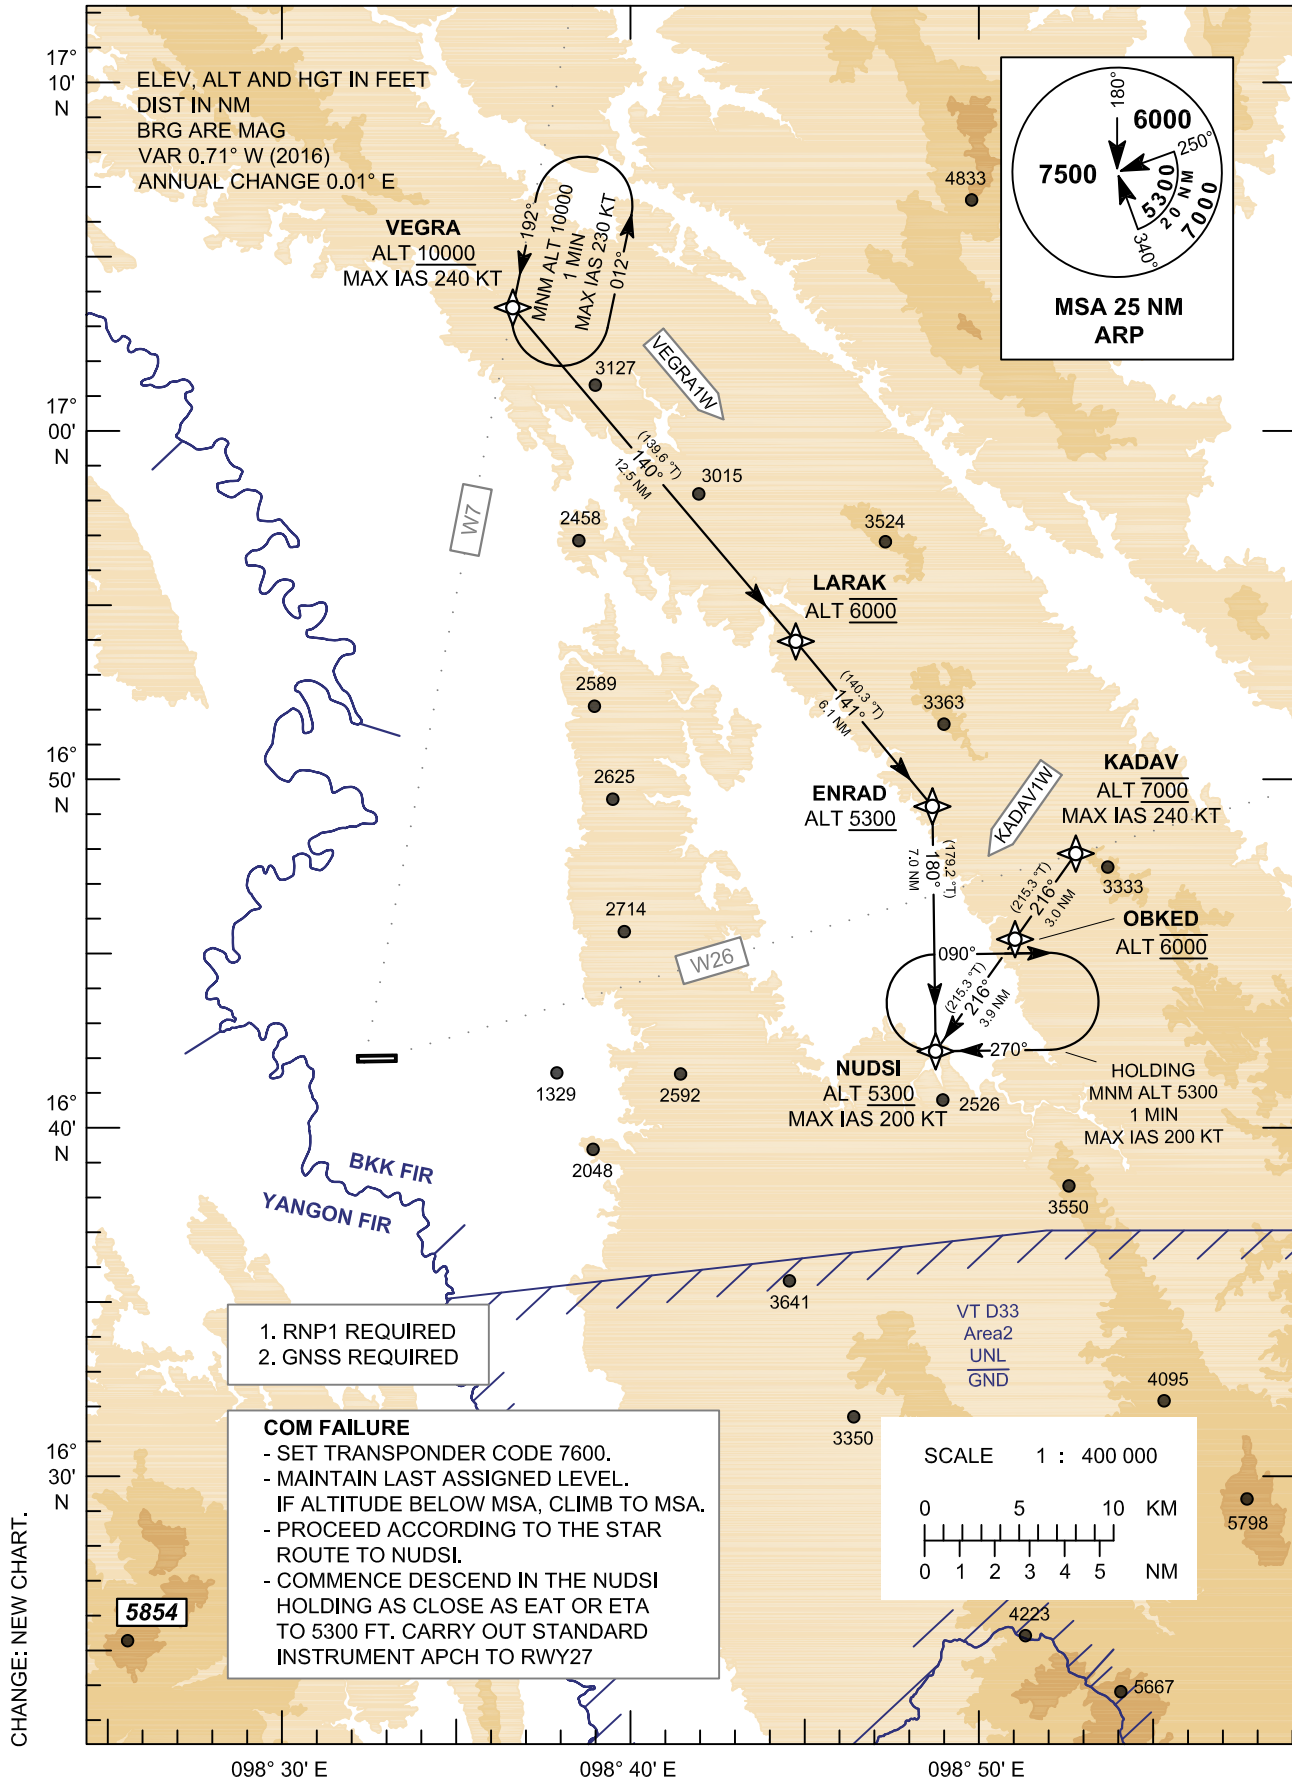 17°
10'
N
ELEV, ALT AND HGT IN FEET
DIST IN NM
BRG ARE MAG
VAR 0.71° W (2016)
ANNUAL CHANGE 0.01° E
180°
6000
250°
7500
5300
20 NM
7000
340°
MSA 25 NM
ARP
4833
VEGRA
ALT 10000
MAX IAS 240 KT
192°
MNM ALT 10000
1 MIN
MAX IAS 230 KT
012°
3127
VEGRA1W
17°
00'
N
(139.6 °T)
140°
12.5 NM
3015
W7
2458
3524
LARAK
ALT 6000
2589
(140.3 °T)
141°
6.1 NM
3363
16°
50'
N
2625
ENRAD
ALT 5300
KADAV1W
KADAV
ALT 7000
MAX IAS 240 KT
(179.2 °T)
180°
7.0 NM
3333
(215.3 °T)
216°
3.0 NM
2714
OBKED
ALT 6000
W26
090°
(215.3 °T)
216°
3.9 NM
270°
NUDSI
ALT 5300
MAX IAS 200 KT
HOLDING
MNM ALT 5300
1 MIN
MAX IAS 200 KT
1329
2592
2526
16°
40'
N
2048
BKK FIR
YANGON FIR
3550
3641
1. RNP1 REQUIRED
2. GNSS REQUIRED
VT D33
Area2
UNL
GND
4095
3350
COM FAILURE
- SET TRANSPONDER CODE 7600.
- MAINTAIN LAST ASSIGNED LEVEL.
IF ALTITUDE BELOW MSA, CLIMB TO MSA.
- PROCEED ACCORDING TO THE STAR
ROUTE TO NUDSI.
- COMMENCE DESCEND IN THE NUDSI
HOLDING AS CLOSE AS EAT OR ETA
TO 5300 FT. CARRY OUT STANDARD
INSTRUMENT APCH TO RWY27
16°
30'
N
SCALE 1 : 400 000
0 5 10 KM
0 1 2 3 4 5 NM
5798
5854
4223
5667
CHANGE: NEW CHART.
098° 30' E
098° 40' E
098° 50' E